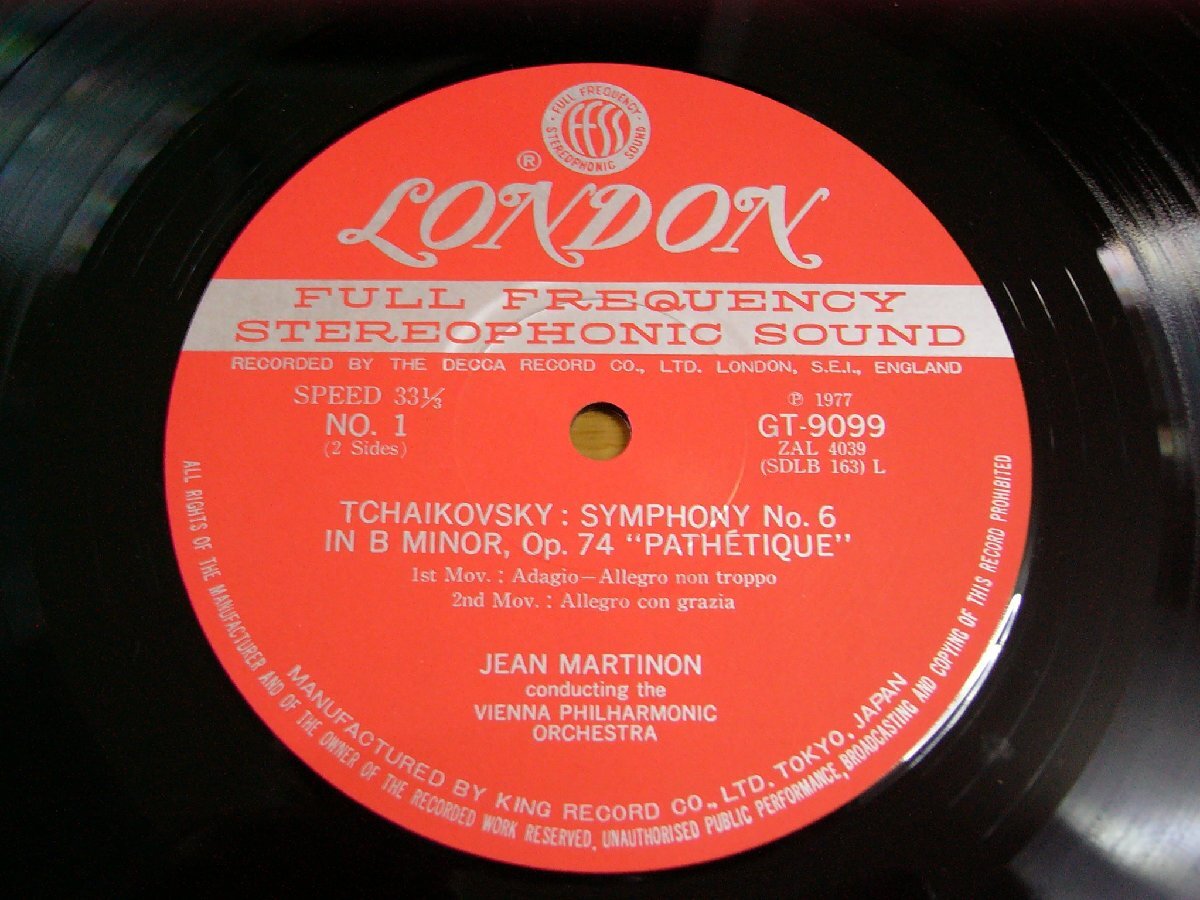 FULL FREQUENCY
STEREOPHONIC SOUND
FFSS
®
LONDON
FULL FREQUENCY
STEREOPHONIC SOUND
RECORDED BY THE DECCA RECORD CO., LTD. LONDON, S.E.I., ENGLAND
SPEED 33⅓
NO. 1
(2 Sides)
℗ 1977
GT-9099
ZAL 4039
(SDLB 163) L
TCHAIKOVSKY : SYMPHONY No. 6
IN B MINOR, Op. 74 “PATHÉTIQUE”
1st Mov. : Adagio—Allegro non troppo
2nd Mov. : Allegro con grazia
JEAN MARTINON
conducting the
VIENNA PHILHARMONIC
ORCHESTRA
MANUFACTURED BY KING RECORD CO., LTD. TOKYO, JAPAN
ALL RIGHTS OF THE MANUFACTURER AND OF THE OWNER OF THE RECORDED WORK RESERVED, UNAUTHORISED PUBLIC PERFORMANCE, BROADCASTING AND COPYING OF THIS RECORD PROHIBITED